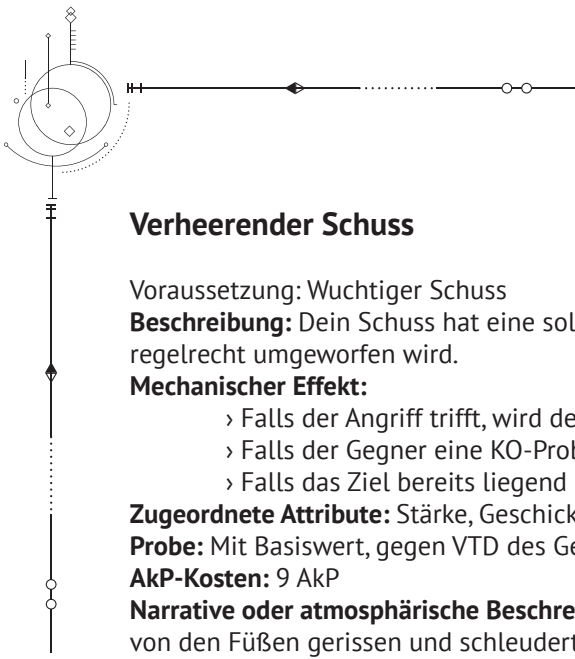 Verheerender Schuss
Voraussetzung: Wuchtiger Schuss
Beschreibung: Dein Schuss hat eine sol
regelrecht umgeworfen wird.
Mechanischer Effekt:
› Falls der Angriff trifft, wird de
› Falls der Gegner eine KO-Prob
› Falls das Ziel bereits liegend
Zugeordnete Attribute: Stärke, Geschick
Probe: Mit Basiswert, gegen VTD des Ge
AkP-Kosten: 9 AkP
Narrative oder atmosphärische Beschre
von den Füßen gerissen und schleudert